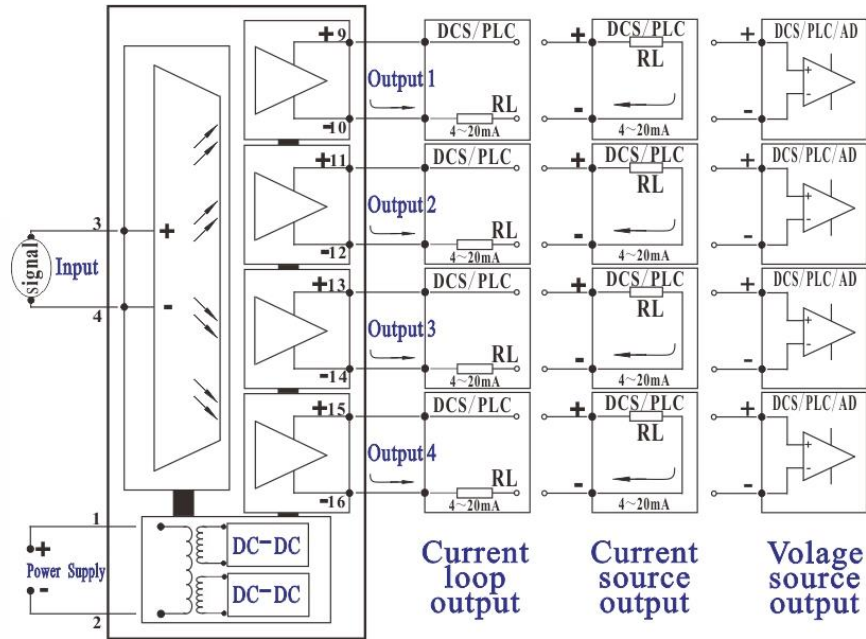 +9
DCS/PLC
+
DCS/PLC
+
DCS/PLC/AD
Output 1
RL
RL
+
-
-10
4~20mA
-
4~20mA
-
+11
DCS/PLC
+
DCS/PLC
+
DCS/PLC/AD
Output 2
RL
RL
+
-
-12
4~20mA
-
4~20mA
-
3
+
signal
Input
4
-
+13
DCS/PLC
+
DCS/PLC
+
DCS/PLC/AD
Output 3
RL
RL
+
-
-14
4~20mA
-
4~20mA
-
+15
DCS/PLC
+
DCS/PLC
+
DCS/PLC/AD
Output 4
RL
RL
+
-
-16
4~20mA
-
4~20mA
-
1
+
Power Supply
-
2
DC-DC
DC-DC
Current
loop
output
Current
source
output
Volage
source
output